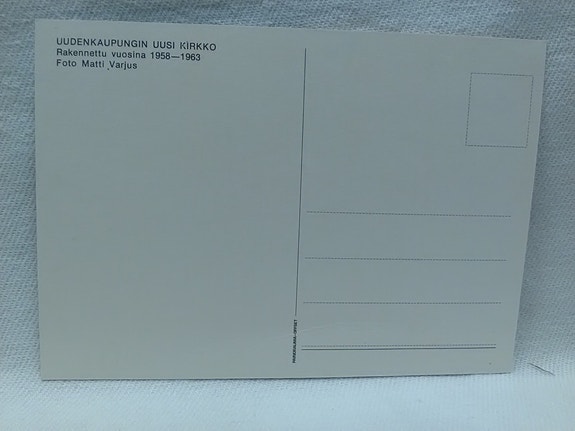 UUDENKAUPUNGIN UUSI KIRKKO
Rakennettu vuosina 1958—1963
Foto Matti Varjus